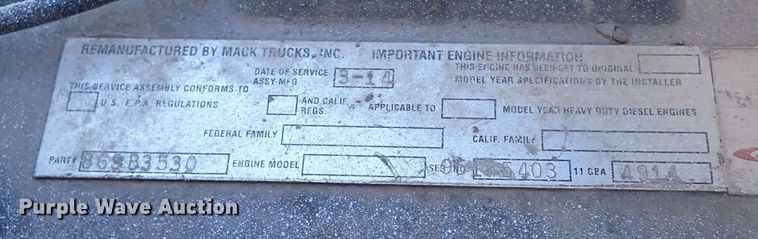 REMANUFACTURED BY MACK TRUCKS, INC. IMPORTANT ENGINE INFORMATION
DATE OF SERVICE ASSY MFG 3-14
THIS ENGINE HAS BEEN SET TO ORIGINAL
MODEL YEAR SPECIFICATIONS BY THE INSTALLER
THIS SERVICE ASSEMBLY CONFORMS TO
U.S. E.P.A. REGULATIONS AND CALIF. REGS. APPLICABLE TO MODEL YEAR HEAVY DUTY DIESEL ENGINES
FEDERAL FAMILY CALIF. FAMILY
PART# ENGINE MODEL 11 GBA 4914
Purple Wave Auction